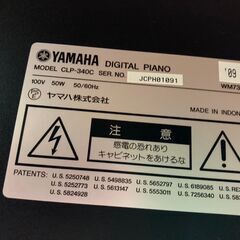 YAMAHA DIGITAL PIANO
MODEL CLP-340C SER. NO. JCPH01091 '09
100V 50W 50/60Hz WM73
ヤマハ株式会社 MADE IN INDON
注 意
感電の恐れあり
キャビネットをあけるな
PATENTS: U.S. 5250748 U.S. 5498835 U.S. 5652797 U.S. 6189085 U.S. RE
U.S. 5252773 U.S. 5613147 U.S. 5553011 U.S. 7256340 U.S.
U.S. 5824928